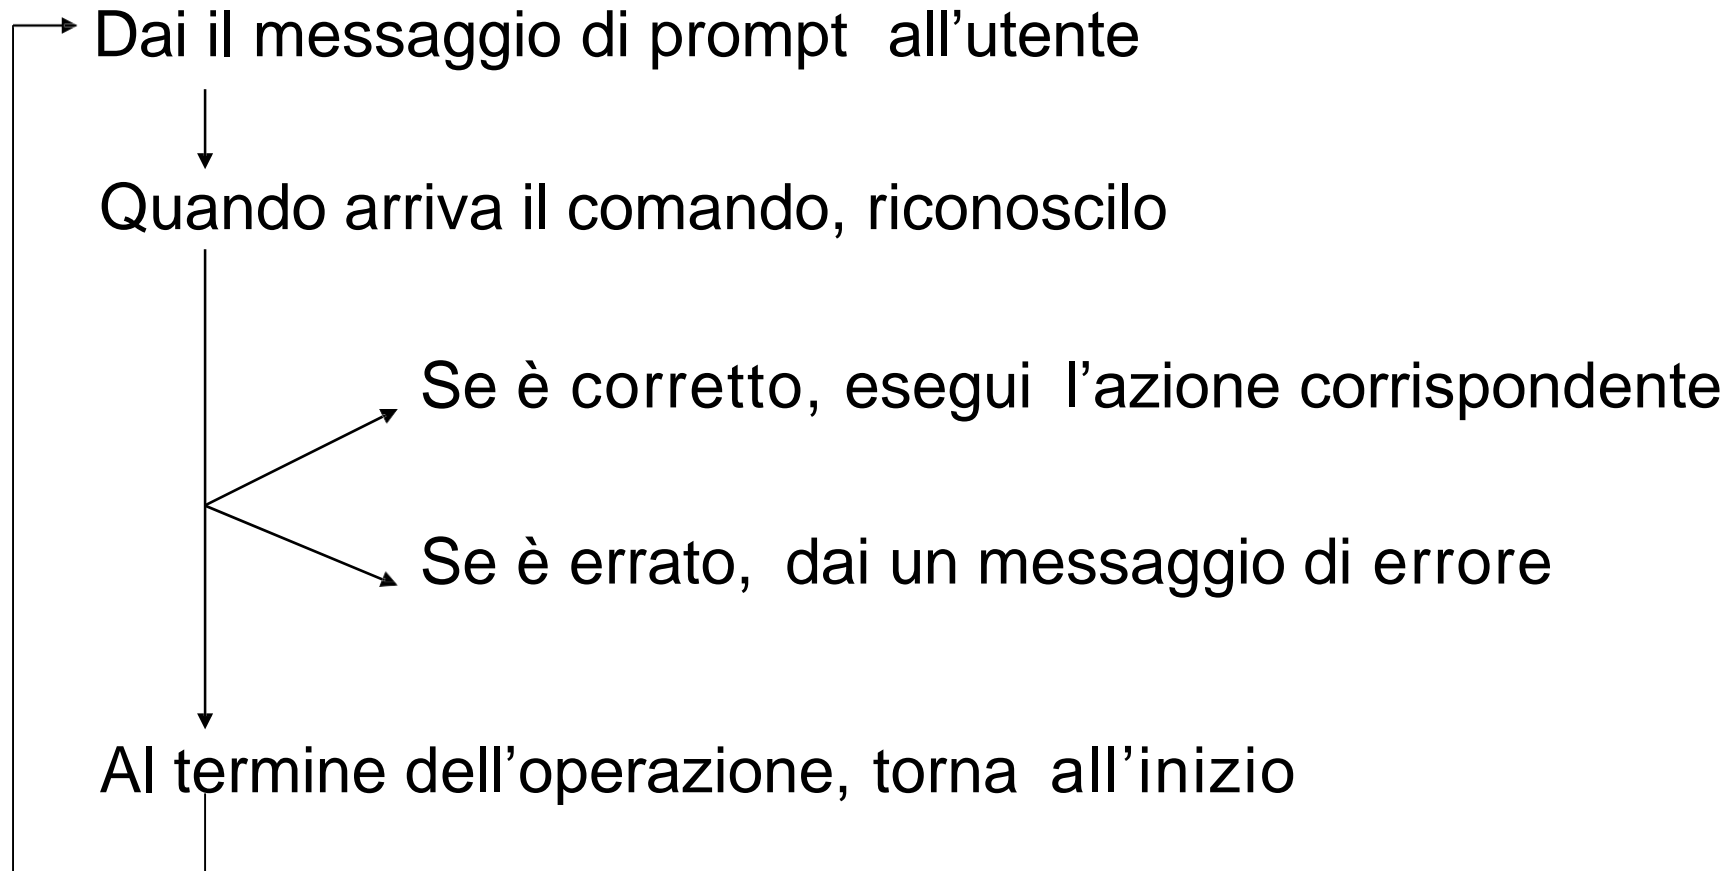 Dai il messaggio di prompt all’utente
Quando arriva il comando, riconoscilo
Se è corretto, esegui l’azione corrispondente
Se è errato, dai un messaggio di errore
Al termine dell’operazione, torna all’inizio